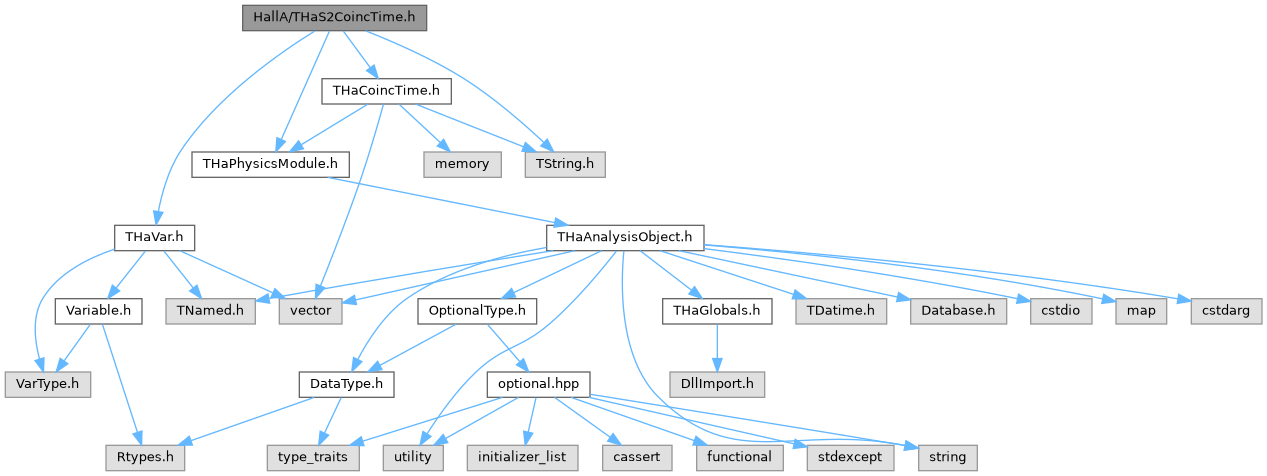 HallA/THaS2CoincTime.h
THaCoincTime.h
THaPhysicsModule.h
memory
TString.h
THaVar.h
THaAnalysisObject.h
Variable.h
TNamed.h
vector
OptionalType.h
THaGlobals.h
TDatime.h
Database.h
cstdio
map
cstdarg
VarType.h
DataType.h
optional.hpp
DllImport.h
Rtypes.h
type_traits
utility
initializer_list
cassert
functional
stdexcept
string